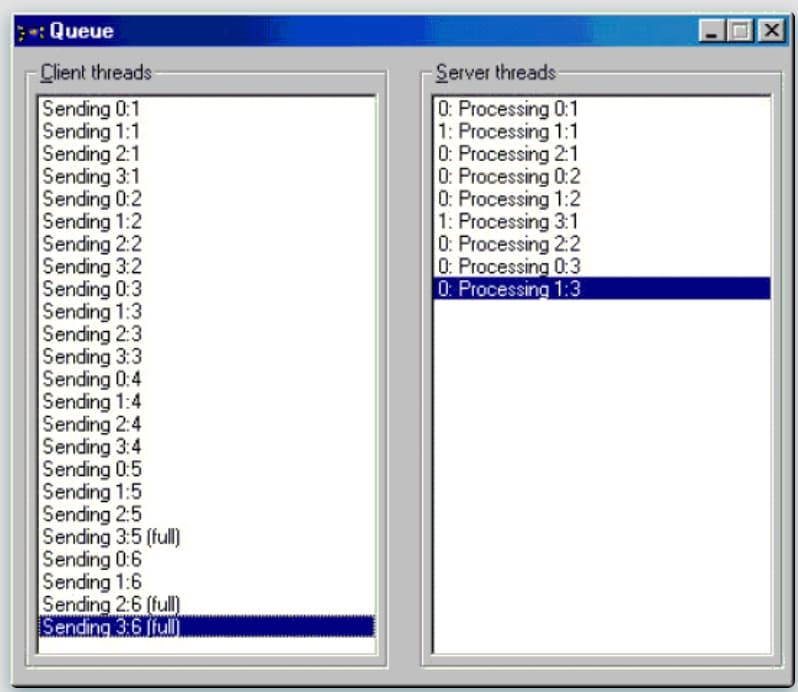 Queue
Client threads
Sending 0:1
Sending 1:1
Sending 2:1
Sending 3:1
Sending 0:2
Sending 1:2
Sending 2:2
Sending 3:2
Sending 0:3
Sending 1:3
Sending 2:3
Sending 3:3
Sending 0:4
Sending 1:4
Sending 2:4
Sending 3:4
Sending 0:5
Sending 1:5
Sending 2:5
Sending 3:5 (full)
Sending 0:6
Sending 1:6
Sending 2:6 (full)
Sending 3:6 (full)
Server threads
0: Processing 0:1
1: Processing 1:1
0: Processing 2:1
0: Processing 0:2
0: Processing 1:2
1: Processing 3:1
0: Processing 2:2
0: Processing 0:3
0: Processing 1:3